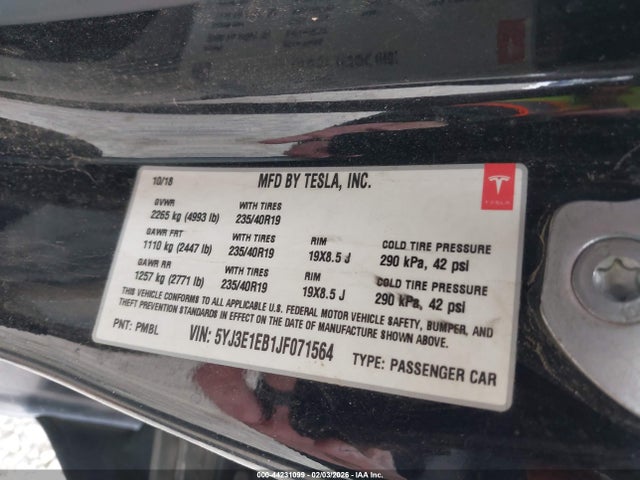 10/18 MFD BY TESLA, INC.
TESLA
GVWR WITH TIRES
2265 kg (4993 lb) 235/40R19
GAWR FRT WITH TIRES RIM COLD TIRE PRESSURE
1110 kg (2447 lb) 235/40R19 19X8.5 J 290 kPa, 42 psi
GAWR RR WITH TIRES RIM COLD TIRE PRESSURE
1257 kg (2771 lb) 235/40R19 19X8.5 J 290 kPa, 42 psi
THIS VEHICLE CONFORMS TO ALL APPLICABLE U.S. FEDERAL MOTOR VEHICLE SAFETY, BUMPER, AND
THEFT PREVENTION STANDARDS IN EFFECT ON THE DATE OF MANUFACTURE SHOWN ABOVE.
PNT: PMBL VIN: 5YJ3E1EB1JF071564 TYPE: PASSENGER CAR
000-44231099 - 02/03/2026 - IAA Inc.